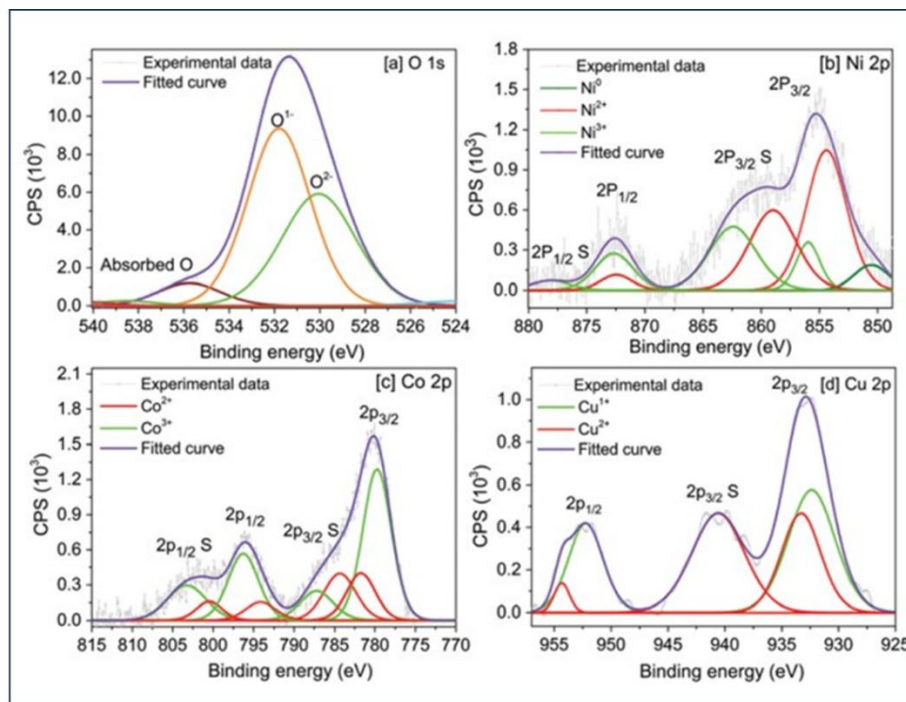 [a] O 1s
Experimental data
Fitted curve
O¹⁻
O²⁻
Absorbed O
CPS (10³)
12.0
9.0
6.0
3.0
0.0
540 538 536 534 532 530 528 526 524
Binding energy (eV)
[b] Ni 2p
Experimental data
Ni⁰
Ni²⁺
Ni³⁺
Fitted curve
2P₃/₂
2P₃/₂ S
2P₁/₂
2P₁/₂ S
CPS (10³)
1.8
1.5
1.2
0.9
0.6
0.3
0.0
880 875 870 865 860 855 850
Binding energy (eV)
[c] Co 2p
Experimental data
Co²⁺
Co³⁺
Fitted curve
2p₃/₂
2p₃/₂ S
2p₁/₂
2p₁/₂ S
CPS (10³)
2.1
1.8
1.5
1.2
0.9
0.6
0.3
0.0
815 805 800 795 790 785 780 775 770
Binding energy (eV)
[d] Cu 2p
Experimental data
Cu¹⁺
Cu²⁺
Fitted curve
2p₃/₂
2p₃/₂ S
2p₁/₂
CPS (10³)
1.2
1.0
0.8
0.6
0.4
0.2
0.0
955 950 945 940 935 930 925
Binding energy (eV)